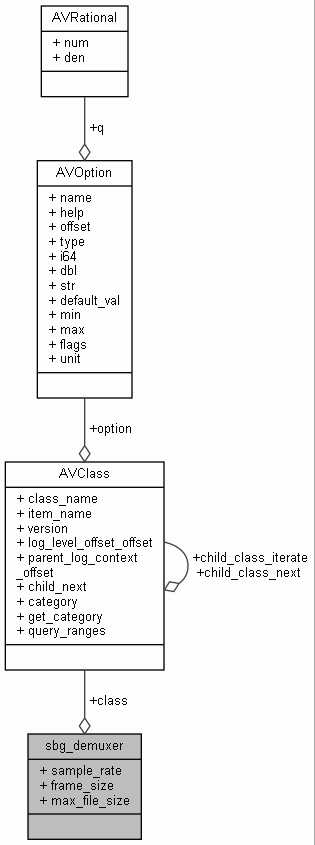 AVRational
+ num
+ den
+q
AVOption
+ name
+ help
+ offset
+ type
+ i64
+ dbl
+ str
+ default_val
+ min
+ max
+ flags
+ unit
+option
AVClass
+ class_name
+ item_name
+ version
+ log_level_offset_offset
+ parent_log_context
_offset
+ child_next
+ category
+ get_category
+ query_ranges
+child_class_iterate
+child_class_next
+class
sbg_demuxer
+ sample_rate
+ frame_size
+ max_file_size